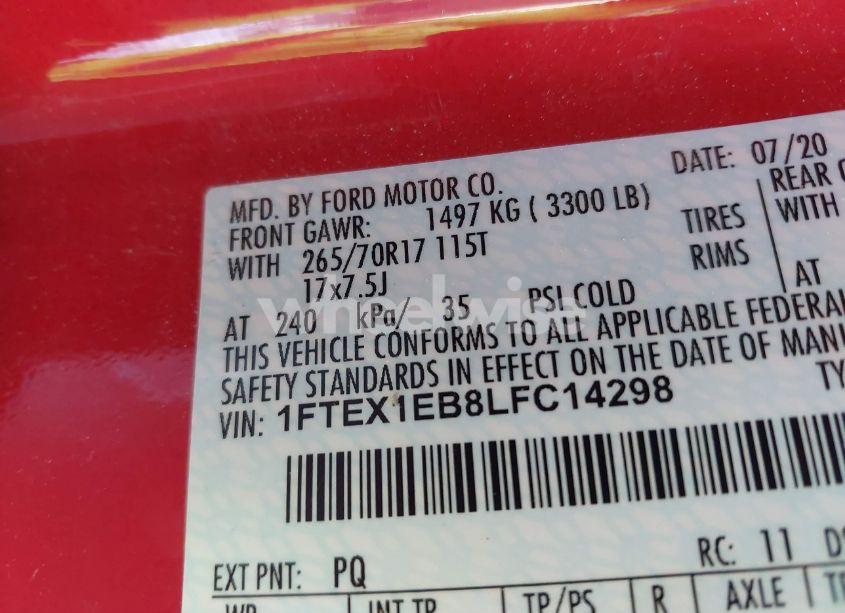 DATE: 07/20
MFD. BY FORD MOTOR CO.
FRONT GAWR: 1497 KG ( 3300 LB)
REAR
WITH 265/70R17 115T TIRES WITH
17x7.5J RIMS
AT 240 kPa/ 35 PSI COLD AT
THIS VEHICLE CONFORMS TO ALL APPLICABLE FEDERAL
SAFETY STANDARDS IN EFFECT ON THE DATE OF
VIN: 1FTEX1EB8LFC14298
EXT PNT: PQ RC: 11
WB INT TR TP/PS R AXLE
wheelwise